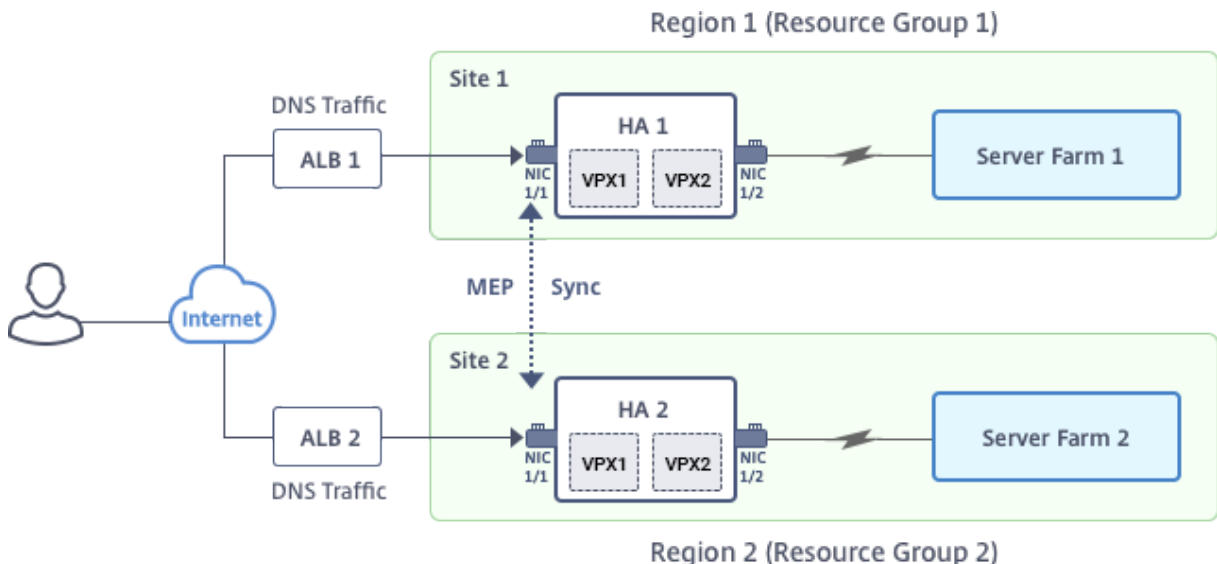 Region 1 (Resource Group 1)
Site 1
DNS Traffic
ALB 1
HA 1
VPX1
VPX2
NIC
1/1
NIC
1/2
Server Farm 1
Internet
MEP
Sync
Site 2
ALB 2
DNS Traffic
HA 2
VPX1
VPX2
NIC
1/1
NIC
1/2
Server Farm 2
Region 2 (Resource Group 2)